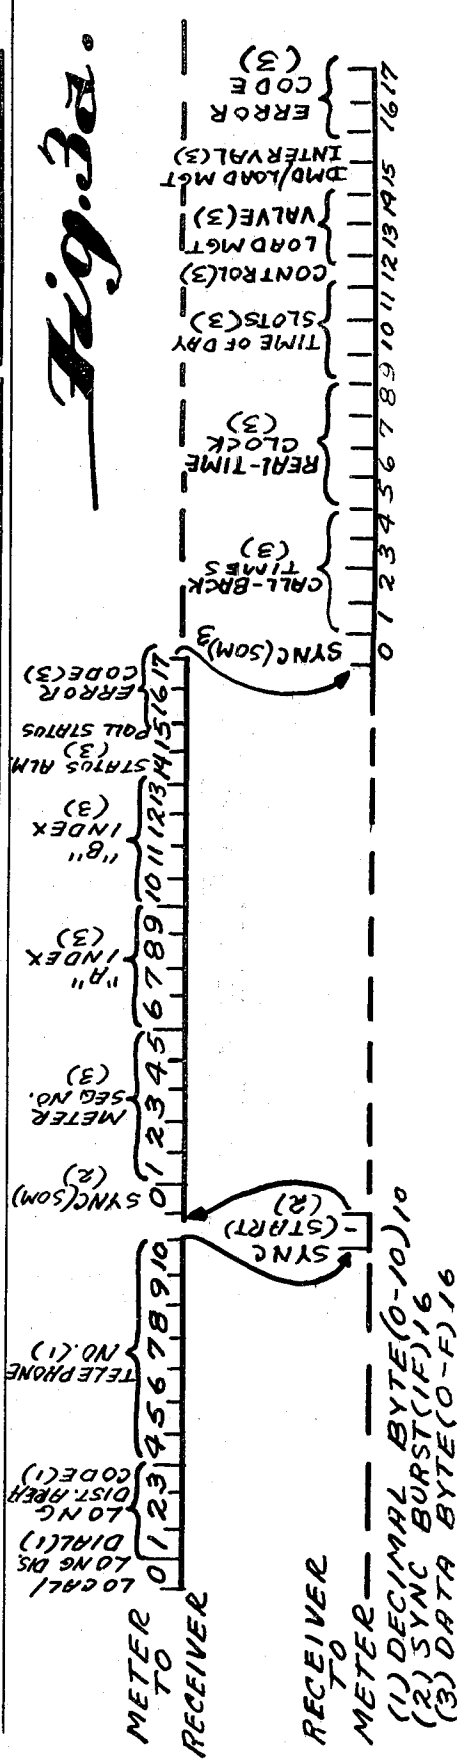 Fig. 3a.
METER
TO
RECEIVER
LOCAL/
LONG DIS.
DIAL(1)
LONG
DIST. AREA
CODE(1)
TELEPHONE
NO.(1)
0 1 2 3 4 5 6 7 8 9 10
SYNC(SOM)
(2)
METER
SEQ NO.
(3)
"A"
INDEX
(3)
"B"
INDEX
(3)
STATUS ALM.
(3)
POLL STATUS
ERROR
CODE(3)
0 1 2 3 4 5 6 7 8 9 10 11 12 13 14 15 16 17
RECEIVER
TO
METER
SYNC
(START)
(2)
SYNC(SOM)3
CALL-BACK
TIMES
(3)
REAL-TIME
CLOCK
(3)
TIME OF DAY
SLOTS(3)
CONTROL(3)
LOAD MGT
VALVE(3)
DMD/LOAD MGT
INTERVAL(3)
ERROR
CODE
(3)
0 1 2 3 4 5 6 7 8 9 10 11 12 13 14 15 16 17
(1) DECIMAL BYTE(0-10)10
(2) SYNC BURST(1F)16
(3) DATA BYTE(0-F)16